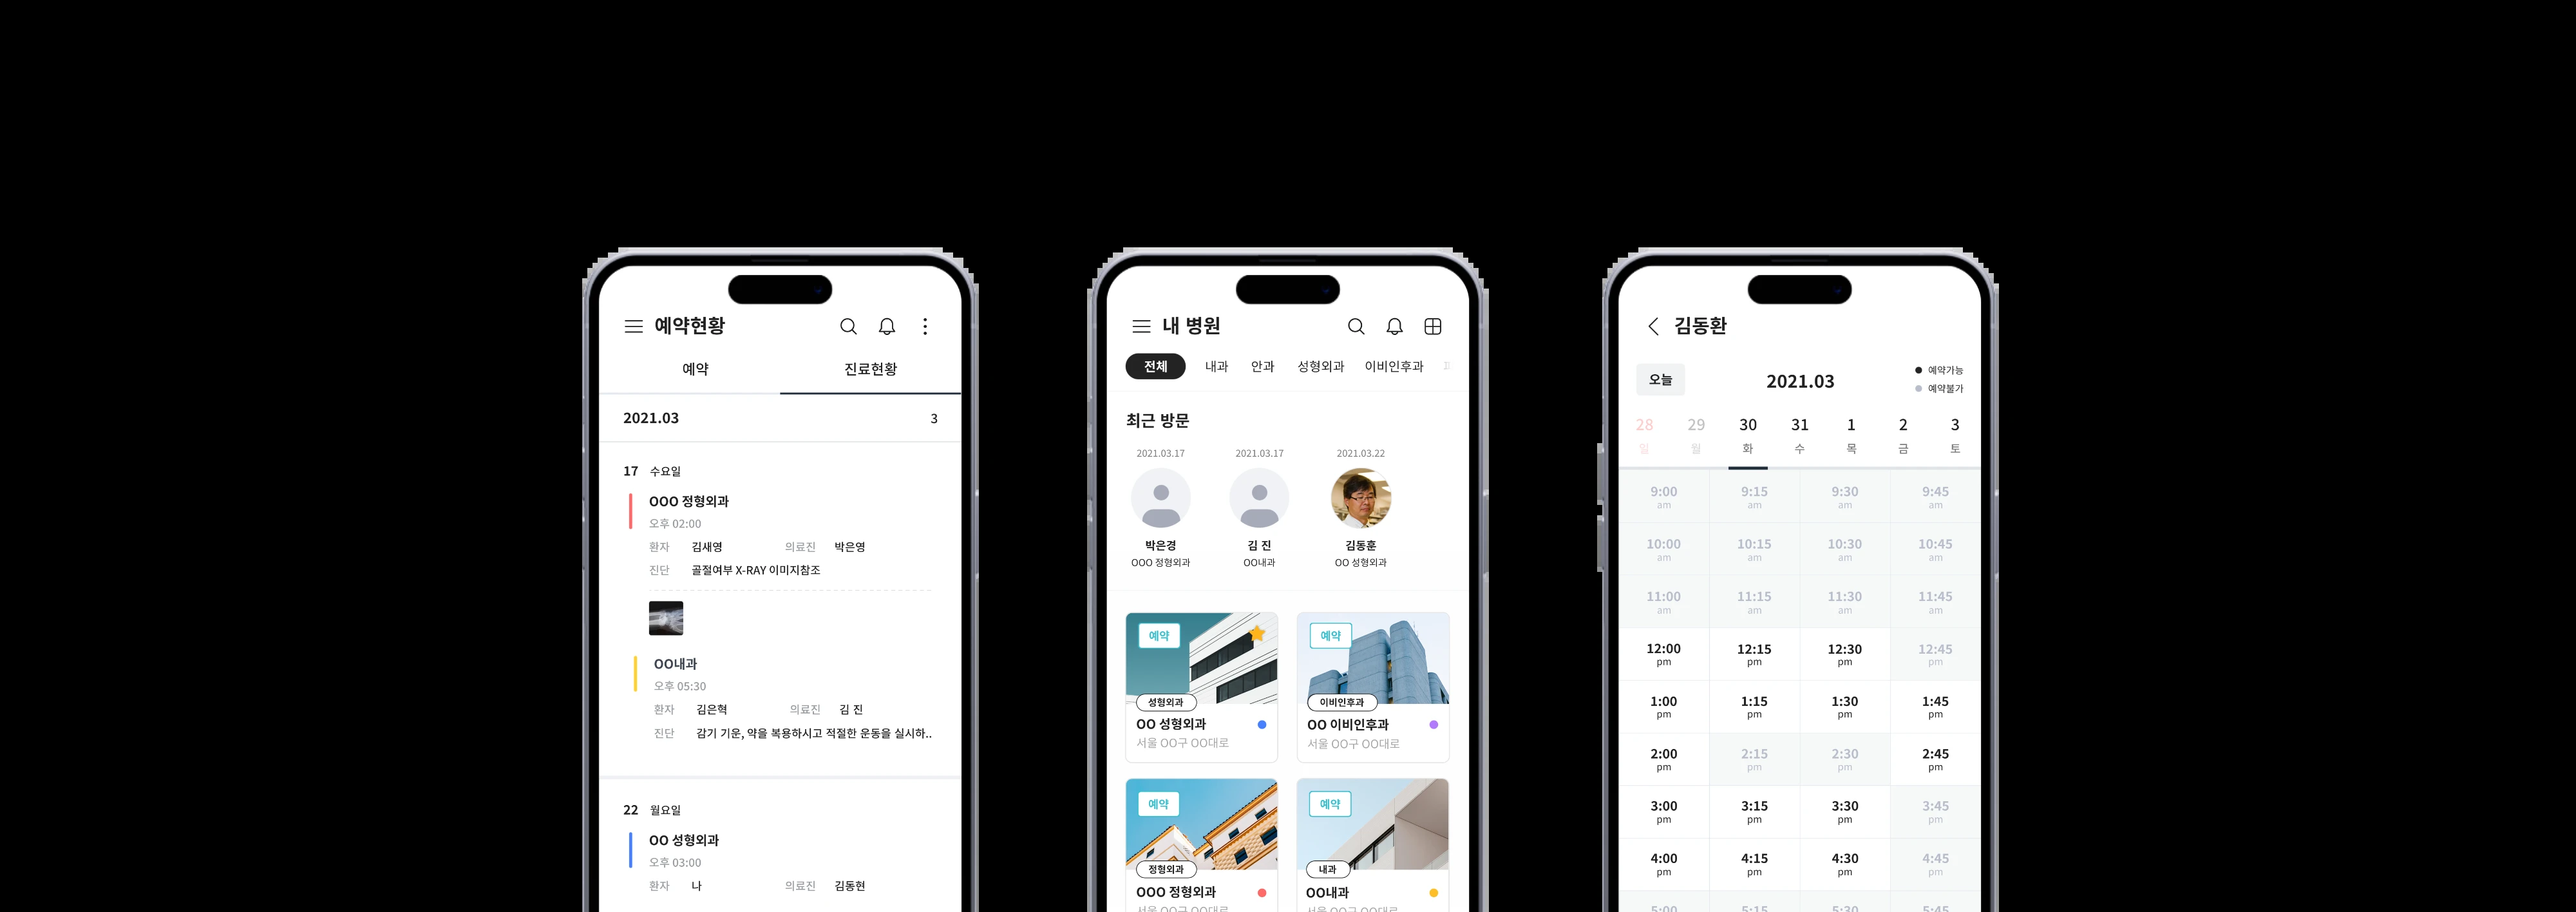 예약현황
예약 진료현황
2021.03 3
17 수요일
OOO 정형외과
오후 02:00
환자 김새영 의료진 박은영
진단 골절여부 X-RAY 이미지참조
OO내과
오후 05:30
환자 김은혁 의료진 김 진
진단 감기 기운, 약을 복용하시고 적절한 운동을 실시하..
22 월요일
OO 성형외과
오후 03:00
환자 나 의료진 김동현
내 병원
전체 내과 안과 성형외과 이비인후과
최근 방문
2021.03.17 2021.03.17 2021.03.22
박은경 김 진 김동훈
OOO 정형외과 OO내과 OO 성형외과
예약 예약
성형외과 이비인후과
OO 성형외과 OO 이비인후과
서울 OO구 OO대로 서울 OO구 OO대로
예약 예약
정형외과 내과
OOO 정형외과 OO내과
서울 OO구 OO대로 서울 OO구 OO대로
김동환
오늘 2021.03 예약가능
예약불가
28 29 30 31 1 2 3
일 월 화 수 목 금 토
9:00 9:15 9:30 9:45
am am am am
10:00 10:15 10:30 10:45
am am am am
11:00 11:15 11:30 11:45
am am am am
12:00 12:15 12:30 12:45
pm pm pm pm
1:00 1:15 1:30 1:45
pm pm pm pm
2:00 2:15 2:30 2:45
pm pm pm pm
3:00 3:15 3:30 3:45
pm pm pm pm
4:00 4:15 4:30 4:45
pm pm pm pm
5:00 5:15 5:30 5:45